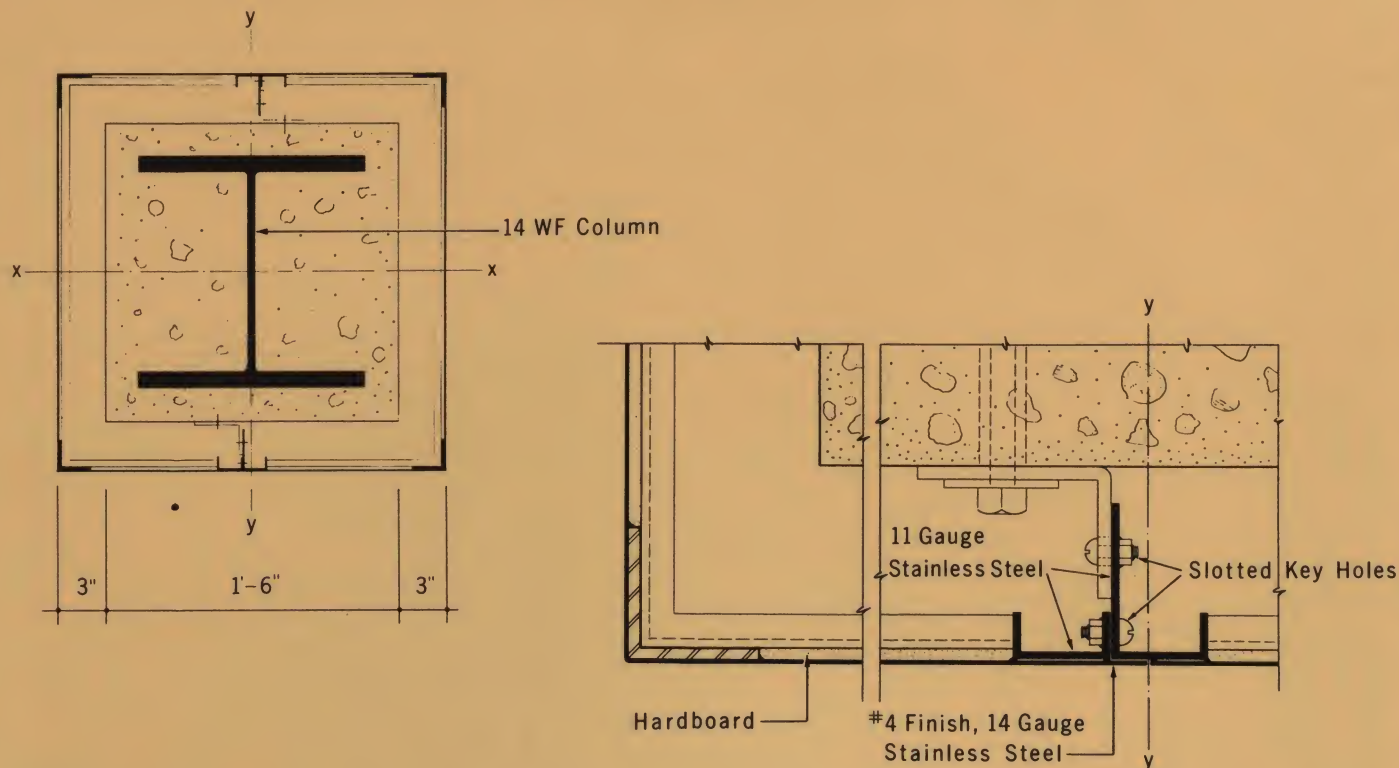 y
14 WF Column
x
x
y
3"
1'-6"
3"
y
11 Gauge
Stainless Steel
Slotted Key Holes
Hardboard
#4 Finish, 14 Gauge
Stainless Steel
y